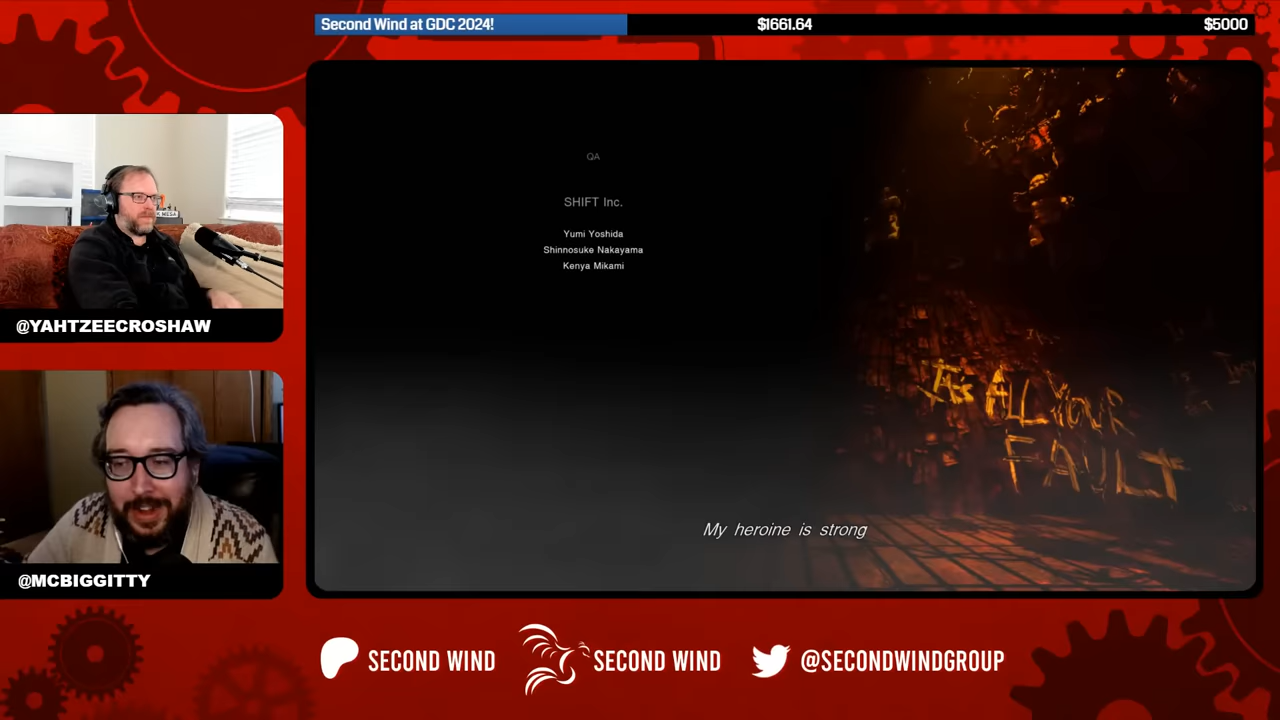 Second Wind at GDC 2024! $1661.64 $5000
QA
SHIFT Inc.
Yumi Yoshida
Shinnosuke Nakayama
Kenya Mikami
K MESA
@YAHTZEECROSHAW
IT's ALL YOUR
FAULT
My heroine is strong
@MCBIGGITTY
SECOND WIND SECOND WIND @SECONDWINDGROUP